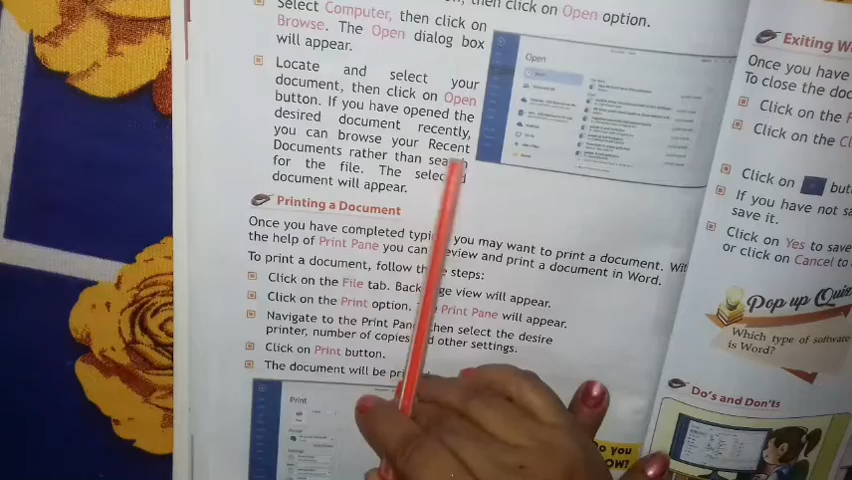 then click on Open option.
Select Computer, then click on
Browse. The Open dialog box
will appear.
Locate and select your
document, then click on Open
button. If you have opened the
desired document recently,
you can browse your Recent
Documents rather than search
for the file. The selected
document will appear.
Open
Printing a Document
Once you have completed typi you may want to print a document. Wit
the help of Print Pane you can eview and print a document in Word.
To print a document, follow the steps:
Click on the File tab. Back ge view will appear.
Click on the Print option. Print Pane will appear.
Navigate to the Print Pan then select the desire
printer, number of copies d other settings.
Click on Print button.
The document will be pri
Print
Exiting W
Once you have
To close the doc
Click on the F
Click on the Cl
Click on but
If you have not sa
save it.
Click on Yes to save
or click on Cancel to
Pop up Quiz
Which type of software
is Word?
Do's and Don'ts
Do you
NOW?